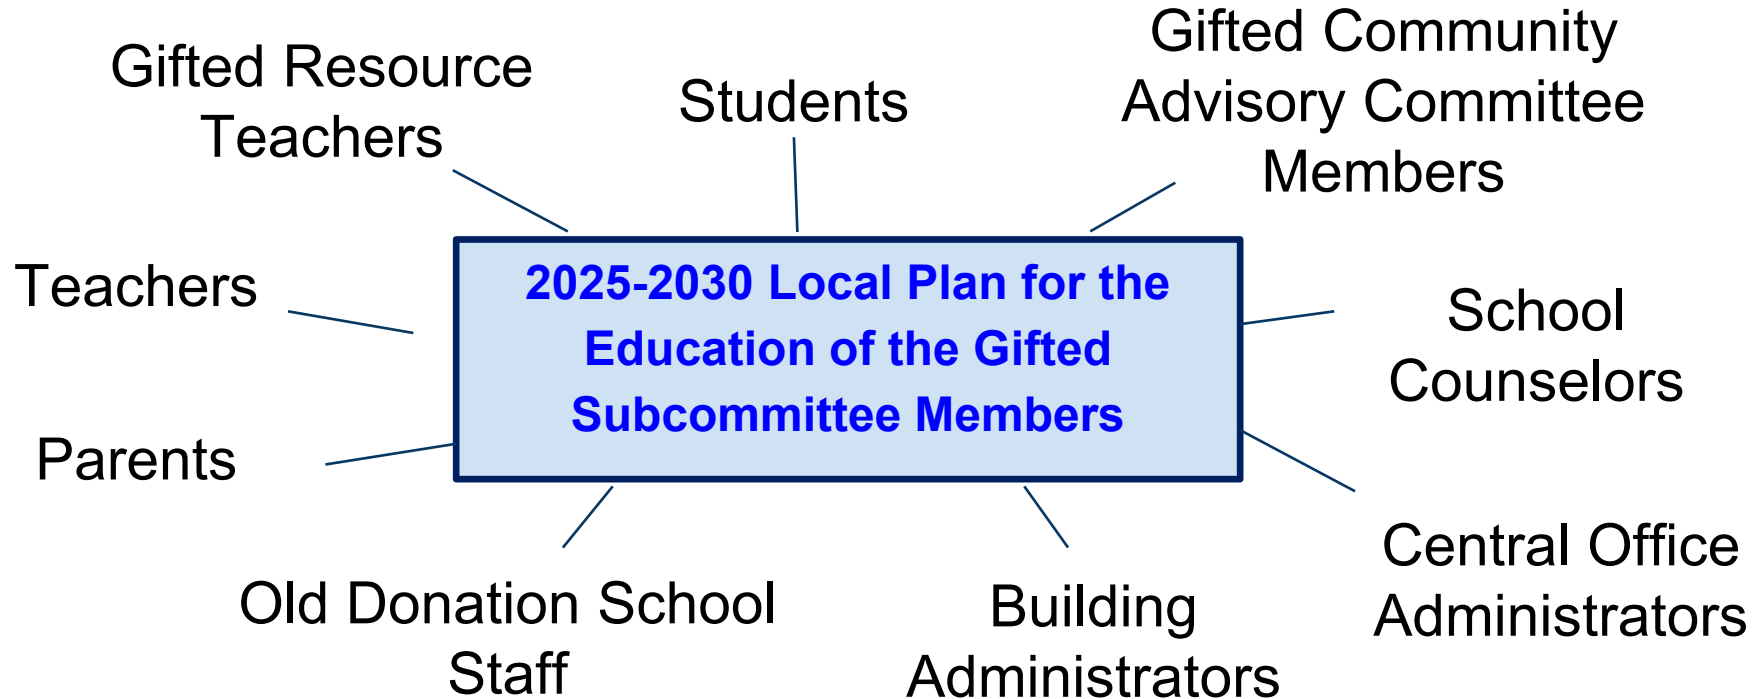 Gifted Resource
Teachers
Students
Gifted Community
Advisory Committee
Members
Teachers
2025-2030 Local Plan for the
Education of the Gifted
Subcommittee Members
School
Counselors
Parents
Central Office
Administrators
Old Donation School
Staff
Building
Administrators